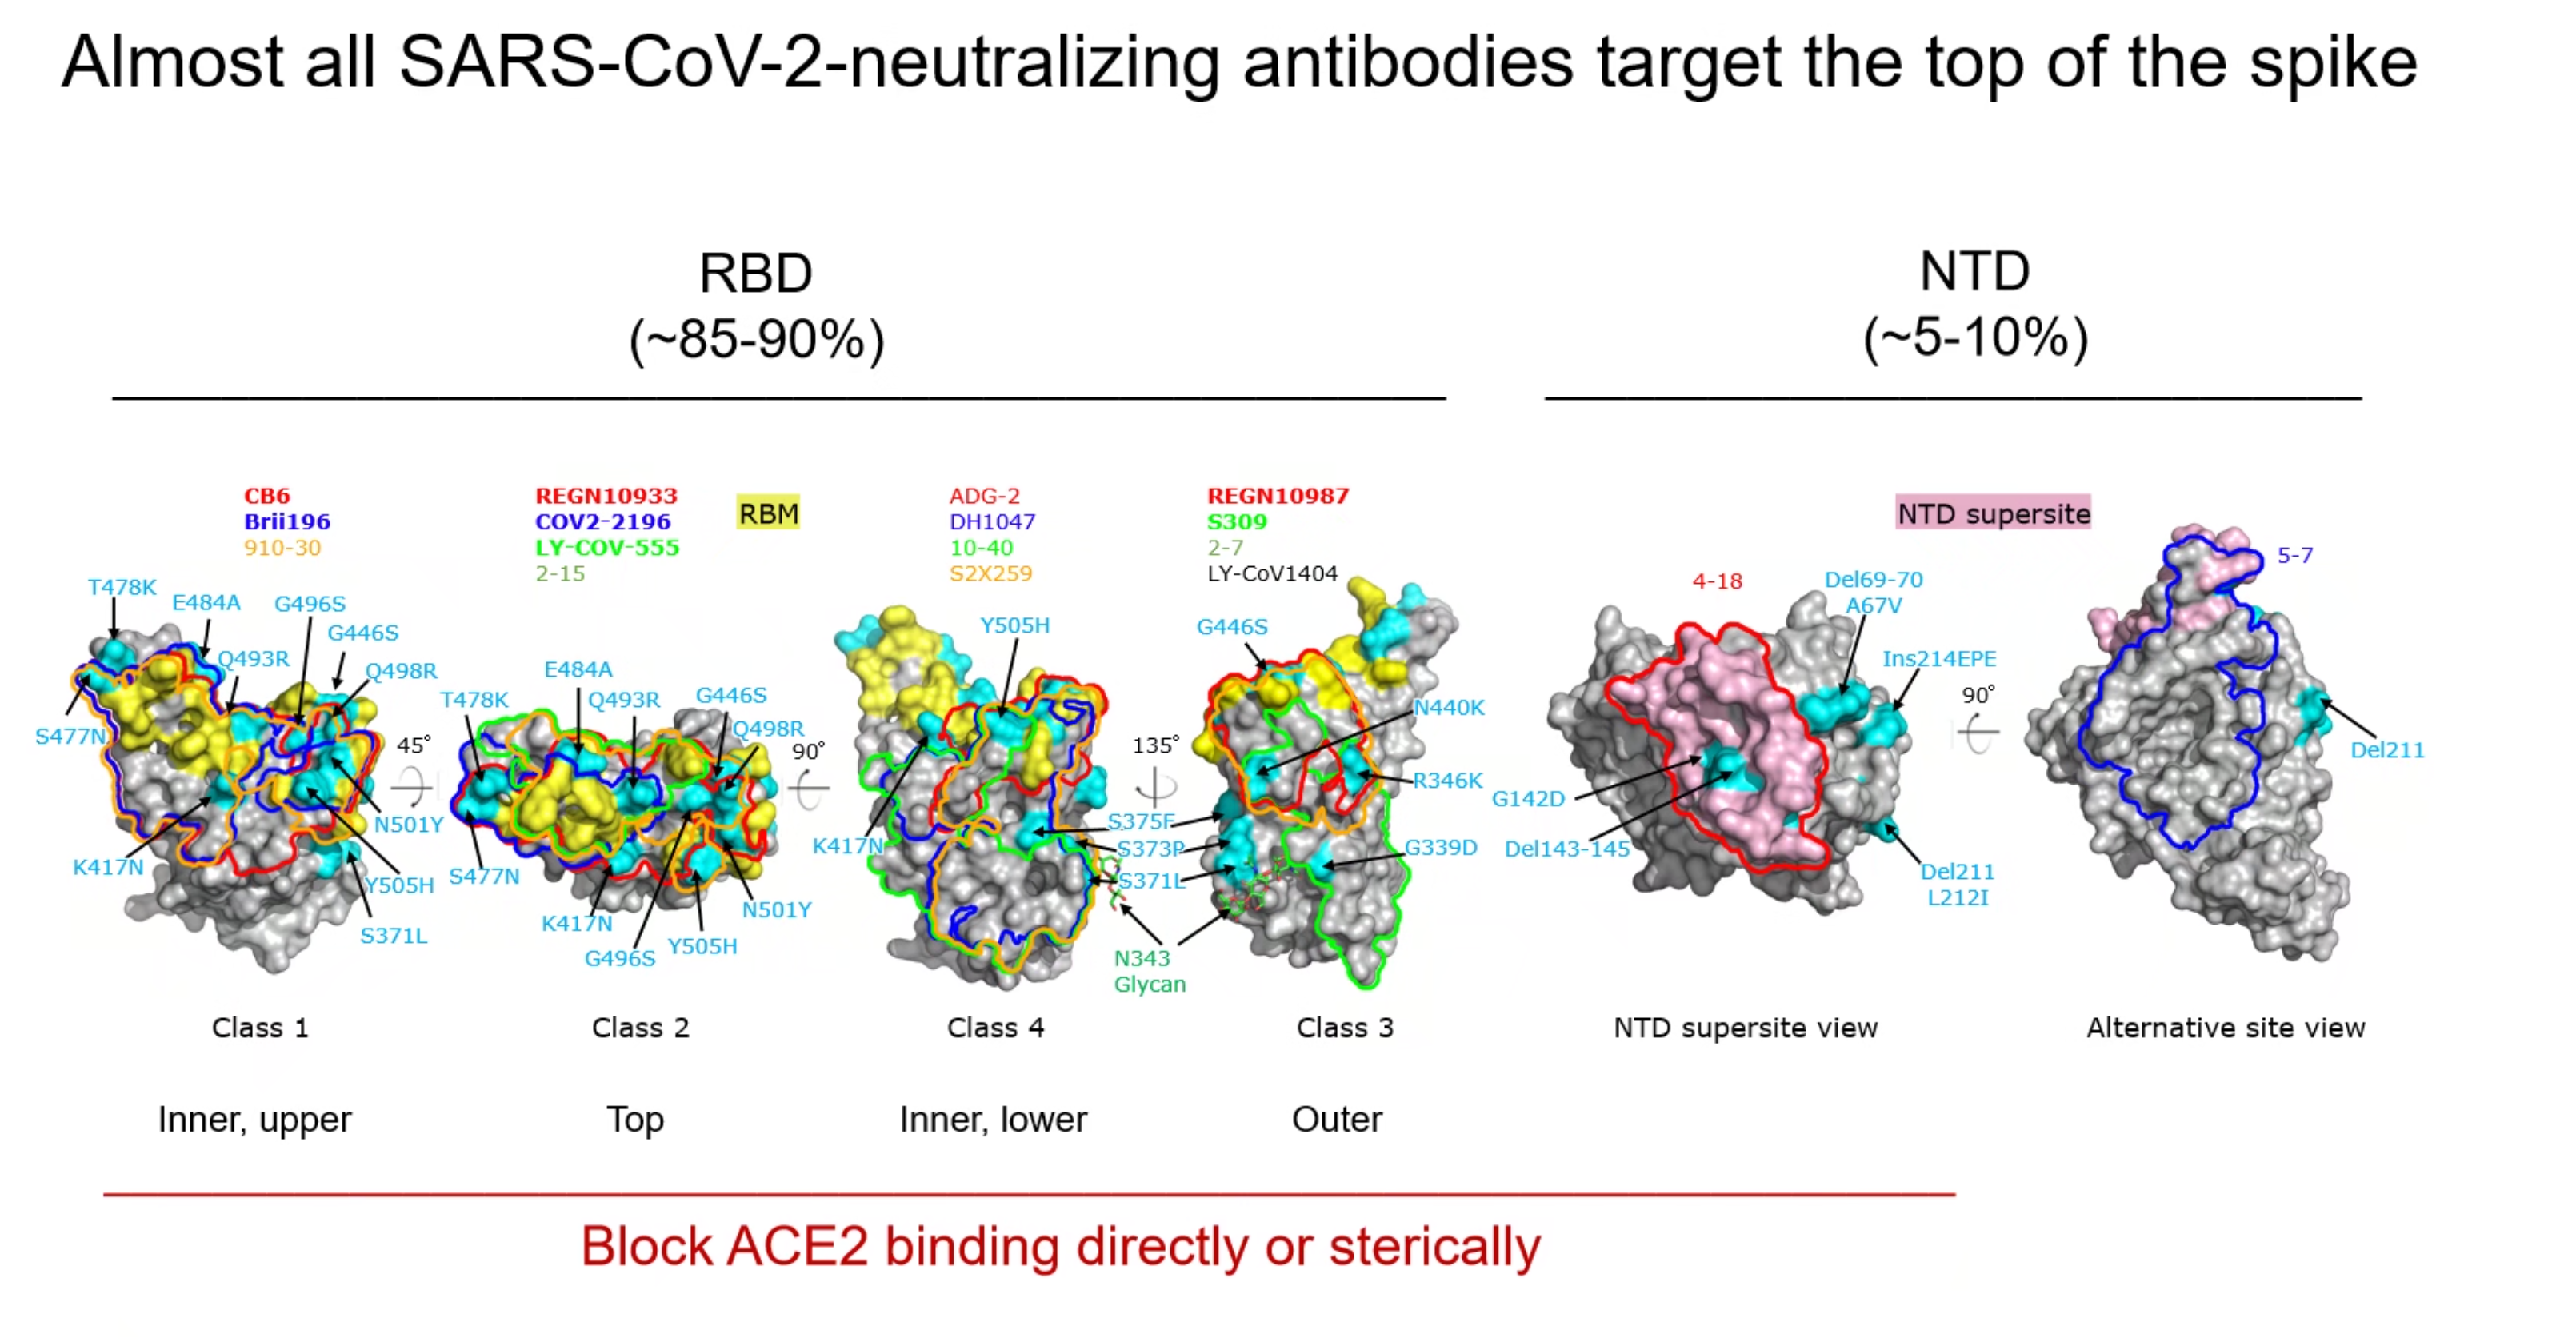 Almost all SARS-CoV-2-neutralizing antibodies target the top of the spike
RBD
(~85-90%)
NTD
(~5-10%)
CB6
Brii196
910-30
T478K
E484A
G496S
G446S
Q493R
Q498R
S477N
K417N
N501Y
Y505H
S371L
45°
REGN10933
COV2-2196
LY-COV-555
2-15
RBM
E484A
T478K
Q493R
G446S
Q498R
S477N
K417N
G496S
Y505H
N501Y
90°
ADG-2
DH1047
10-40
S2X259
Y505H
K417N
135°
S375F
S373P
S371L
N343
Glycan
REGN10987
S309
2-7
LY-CoV1404
G446S
N440K
R346K
G339D
NTD supersite
4-18
Del69-70
A67V
Ins214EPE
G142D
Del143-145
Del211
L212I
90°
5-7
Del211
Class 1
Class 2
Class 4
Class 3
NTD supersite view
Alternative site view
Inner, upper
Top
Inner, lower
Outer
Block ACE2 binding directly or sterically